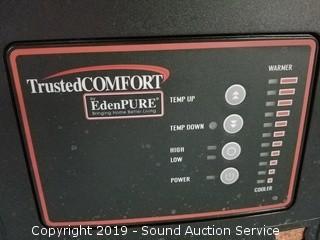 TrustedCOMFORT
by
EdenPURE®
Bringing Home Better Living
TEMP UP
TEMP DOWN
HIGH
LOW
POWER
WARMER
COOLER
Copyright 2019 - Sound Auction Service